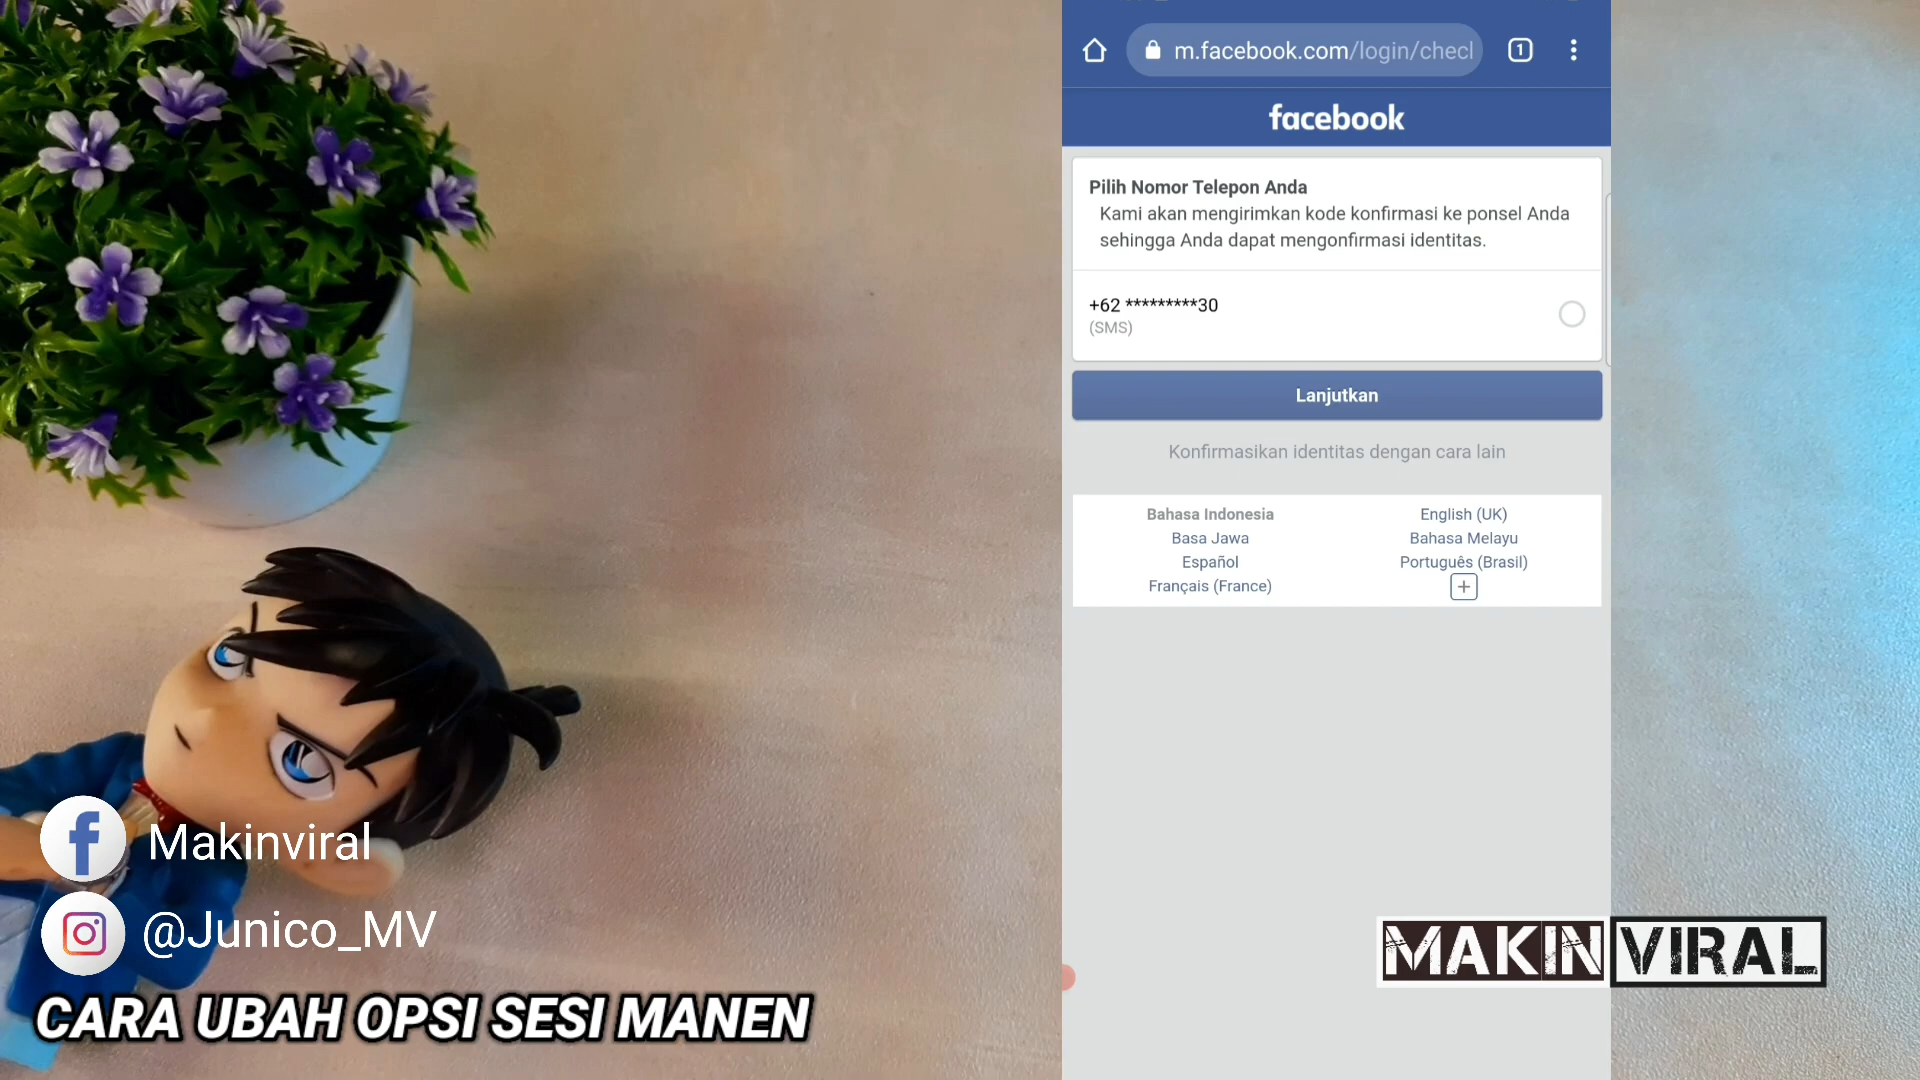 1
m.facebook.com/login/checl
facebook
Pilih Nomor Telepon Anda
Kami akan mengirimkan kode konfirmasi ke ponsel Anda
sehingga Anda dapat mengonfirmasi identitas.
+62 *********30
(SMS)
Lanjutkan
Konfirmasikan identitas dengan cara lain
Bahasa Indonesia
English (UK)
Basa Jawa
Bahasa Melayu
Español
Português (Brasil)
Français (France)
+
f Makinviral
@Junico_MV
CARA UBAH OPSI SESI MANEN
MAKIN VIRAL